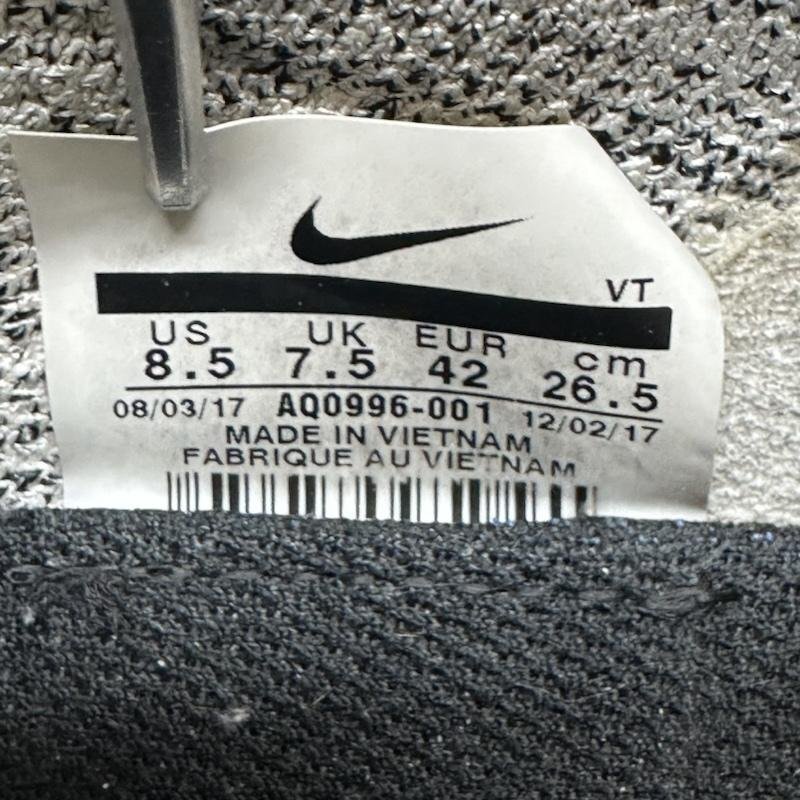 VT
US UK EUR cm
8.5 7.5 42 26.5
08/03/17 AQ0996-001 12/02/17
MADE IN VIETNAM
FABRIQUE AU VIETNAM